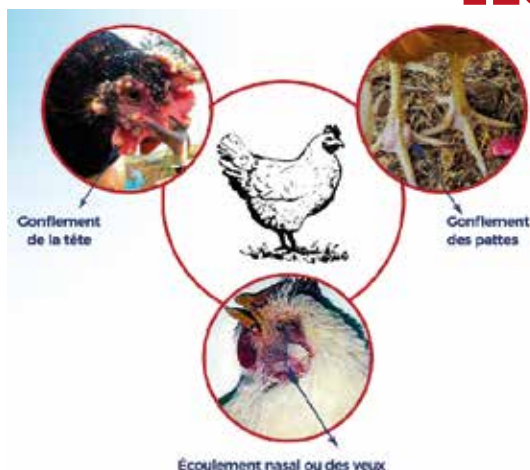 Gonflement
de la tête
Gonflement
des pattes
Écoulement nasal ou des yeux